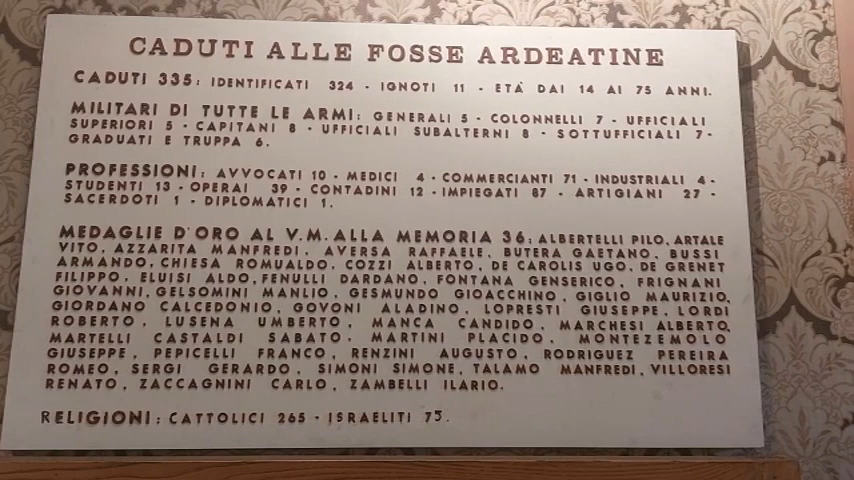 CADUTI ALLE FOSSE ARDEATINE
CADUTI 335: IDENTIFICATI 324 - IGNOTI 11 - ETÀ DAI 14 AI 75 ANNI.
MILITARI DI TUTTE LE ARMI: GENERALI 5 - COLONNELLI 7 - UFFICIALI
SUPERIORI 5 - CAPITANI 8 - UFFICIALI SUBALTERNI 8 - SOTTUFFICIALI 7-
GRADUATI E TRUPPA 6.
PROFESSIONI: AVVOCATI 10 - MEDICI 4 - COMMERCIANTI 71 - INDUSTRIALI 4 -
STUDENTI 13 - OPERAI 39 - CONTADINI 12 - IMPIEGATI 87 - ARTIGIANI 27 -
SACERDOTI 1 - DIPLOMATICI 1.
MEDAGLIE D'ORO AL V.M. ALLA MEMORIA 36: ALBERTELLI PILO, ARTALE
VITO, AZZARITA MANFREDI, AVERSA RAFFAELE, BUTERA GAETANO, BUSSI
ARMANDO, CHIESA ROMUALDO, COZZI ALBERTO, DE CAROLIS UGO, DE GRENET
FILIPPO, ELUISI ALDO, FENULLI DARDANO, FONTANA GENSERICO, FRIGNANI
GIOVANNI, GELSOMINI MANLIO, GESMUNDO GIOACCHINO, GIGLIO MAURIZIO,
GIORDANO CALCEDONIO, GOVONI ALADINO, LOPRESTI GIUSEPPE, LORDI
ROBERTO, LUSENA UMBERTO, MANCA CANDIDO, MARCHESI ALBERTO,
MARTELLI CASTALDI SABATO, MARTINI PLACIDO, MONTEZEMOLO
GIUSEPPE, PEPICELLI FRANCO, RENZINI AUGUSTO, RODRIGUEZ PEREIRA
ROMEO, SERGI GERARDO, SIMONI SIMONE, TALAMO MANFREDI, VILLORESI
RENATO, ZACCAGNINI CARLO, ZAMBELLI ILARIO.
RELIGIONI: CATTOLICI 265 - ISRAELITI 75.